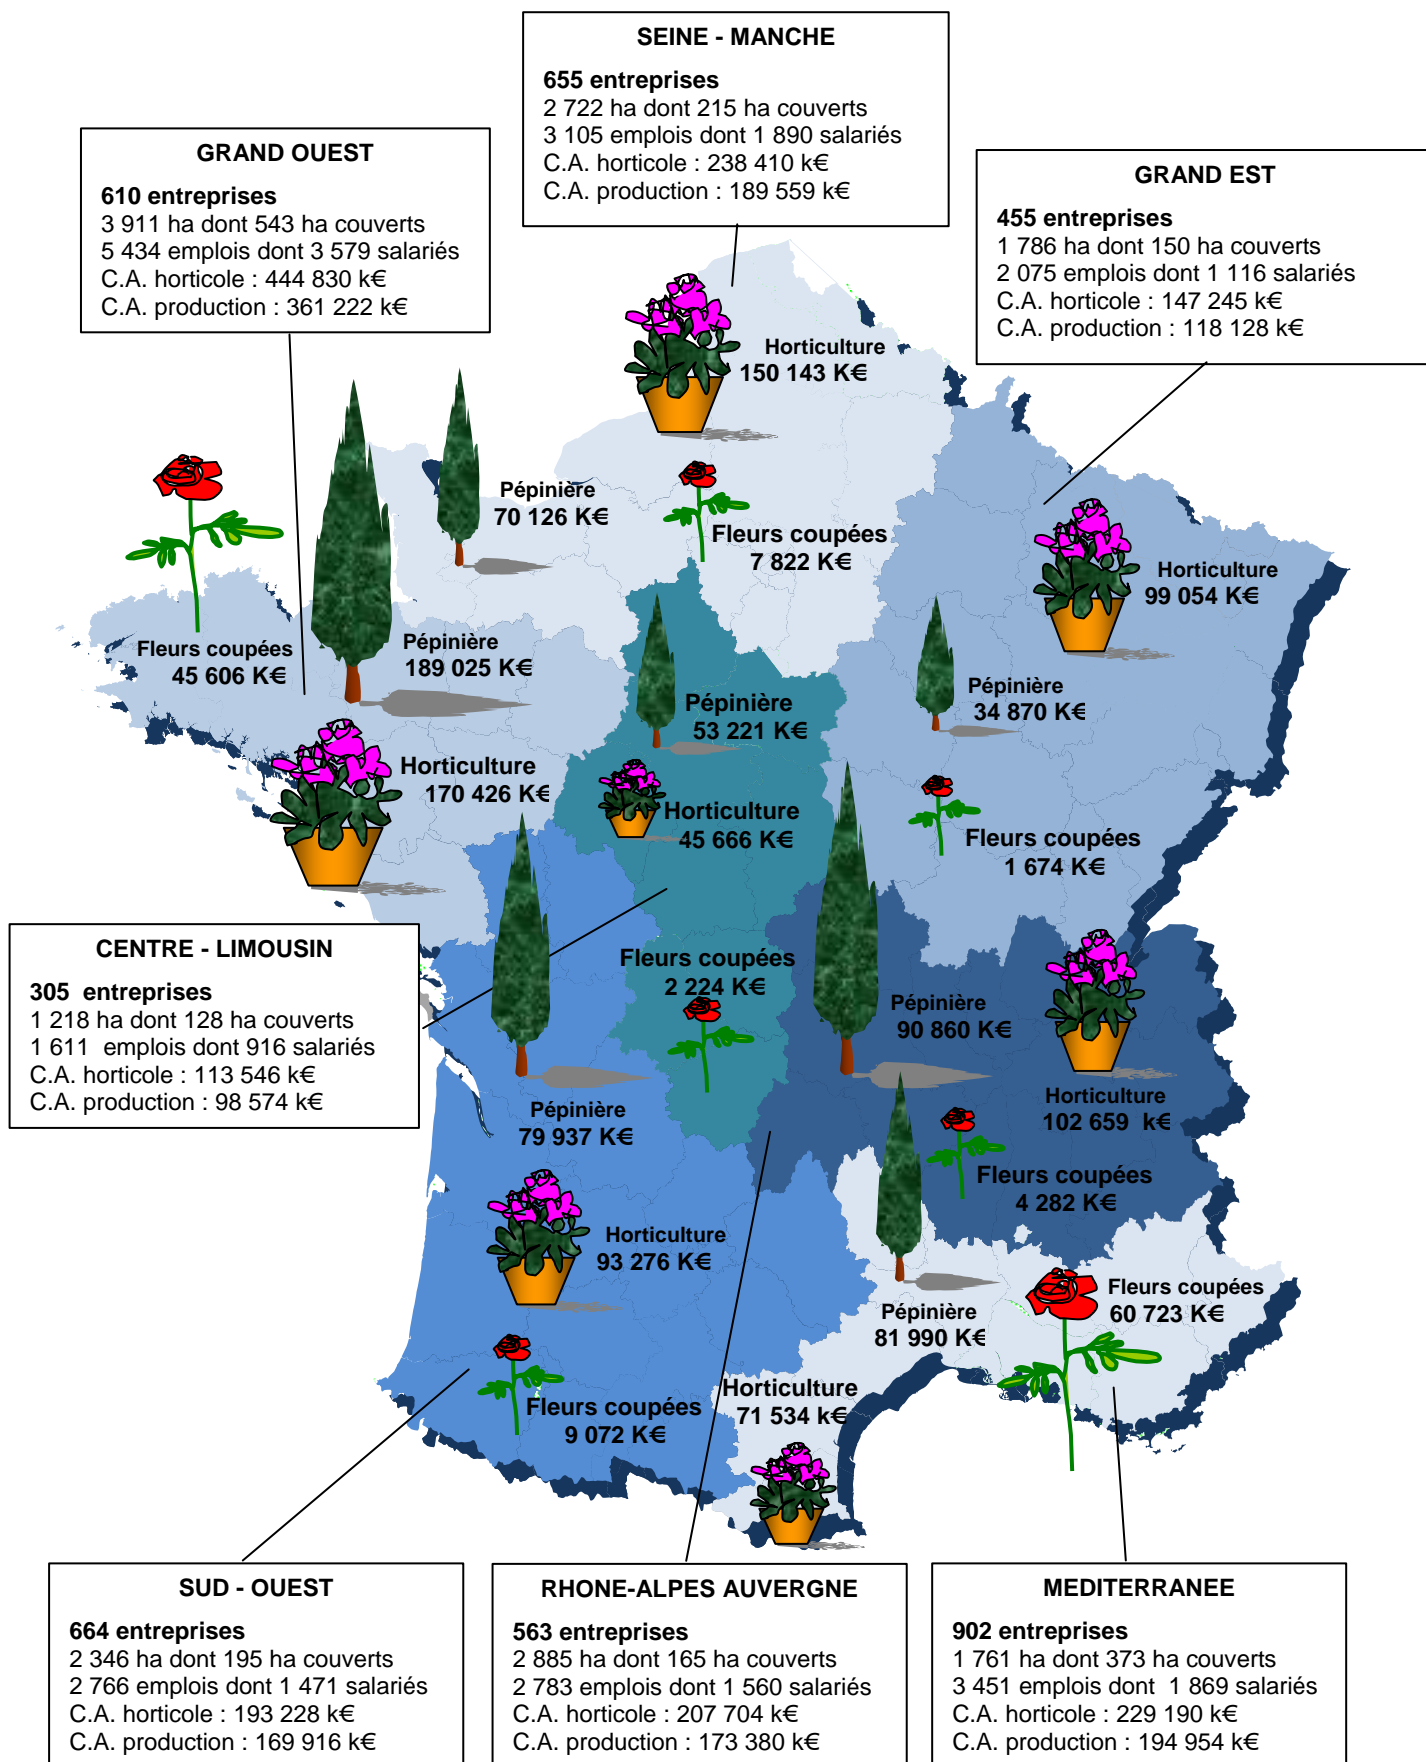 SEINE - MANCHE
655 entreprises
2 722 ha dont 215 ha couverts
3 105 emplois dont 1 890 salariés
C.A. horticole : 238 410 k€
C.A. production : 189 559 k€
GRAND OUEST
610 entreprises
3 911 ha dont 543 ha couverts
5 434 emplois dont 3 579 salariés
C.A. horticole : 444 830 k€
C.A. production : 361 222 k€
GRAND EST
455 entreprises
1 786 ha dont 150 ha couverts
2 075 emplois dont 1 116 salariés
C.A. horticole : 147 245 k€
C.A. production : 118 128 k€
Horticulture
150 143 K€
Pépinière
70 126 K€
Fleurs coupées
7 822 K€
Horticulture
99 054 K€
Fleurs coupées
45 606 K€
Pépinière
189 025 K€
Pépinière
53 221 K€
Pépinière
34 870 K€
Horticulture
170 426 K€
Horticulture
45 666 K€
Fleurs coupées
1 674 K€
CENTRE - LIMOUSIN
305 entreprises
1 218 ha dont 128 ha couverts
1 611 emplois dont 916 salariés
C.A. horticole : 113 546 k€
C.A. production : 98 574 k€
Fleurs coupées
2 224 K€
Pépinière
90 860 K€
Horticulture
102 659 k€
Pépinière
79 937 K€
Fleurs coupées
4 282 K€
Horticulture
93 276 K€
Fleurs coupées
60 723 K€
Pépinière
81 990 K€
Horticulture
71 534 k€
Fleurs coupées
9 072 K€
SUD - OUEST
664 entreprises
2 346 ha dont 195 ha couverts
2 766 emplois dont 1 471 salariés
C.A. horticole : 193 228 k€
C.A. production : 169 916 k€
RHONE-ALPES AUVERGNE
563 entreprises
2 885 ha dont 165 ha couverts
2 783 emplois dont 1 560 salariés
C.A. horticole : 207 704 k€
C.A. production : 173 380 k€
MEDITERRANEE
902 entreprises
1 761 ha dont 373 ha couverts
3 451 emplois dont 1 869 salariés
C.A. horticole : 229 190 k€
C.A. production : 194 954 k€